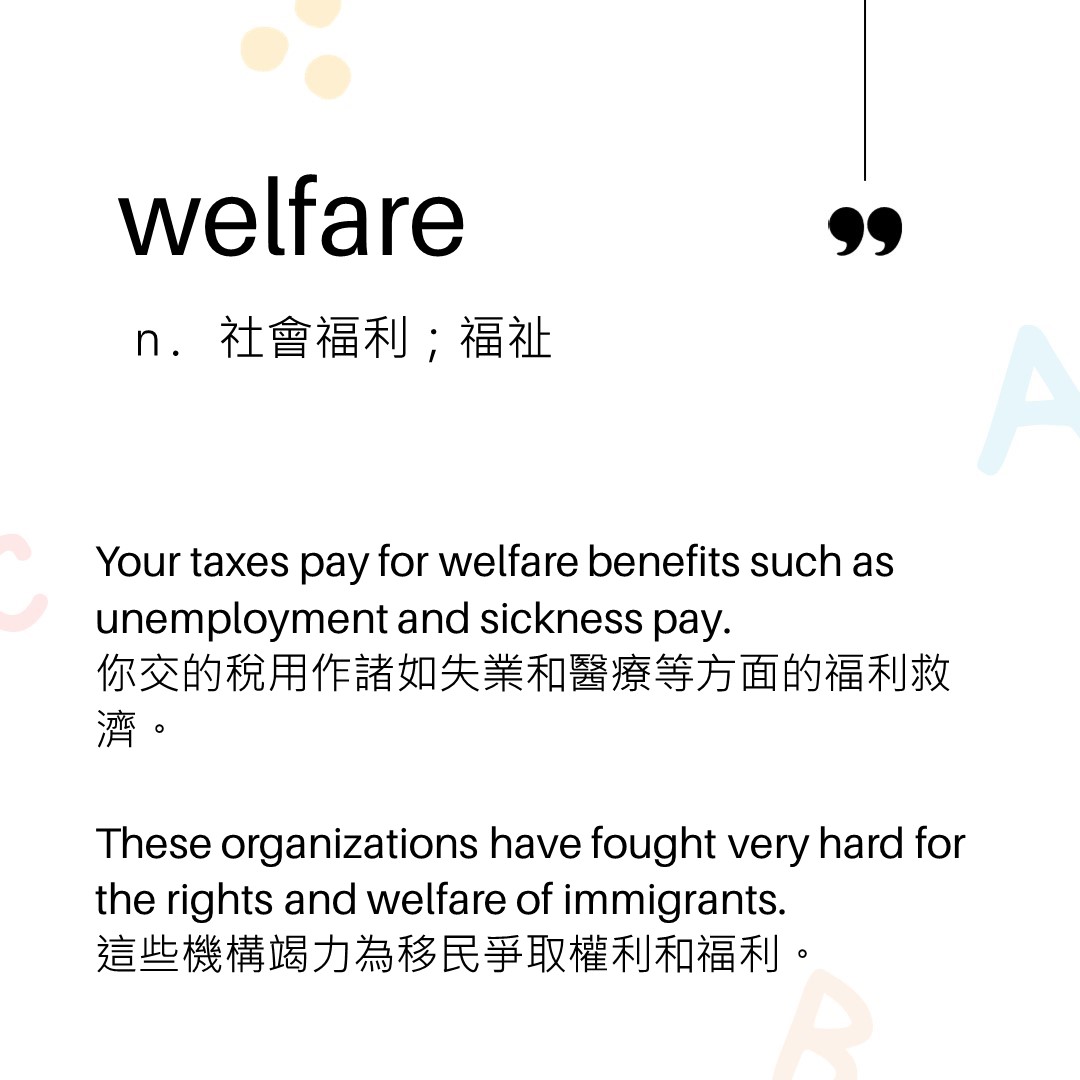 welfare
”
n. 社會福利；福祉
A
C
Your taxes pay for welfare benefits such as
unemployment and sickness pay.
你交的稅用作諸如失業和醫療等方面的福利救
濟。
These organizations have fought very hard for
the rights and welfare of immigrants.
這些機構竭力為移民爭取權利和福利。
B